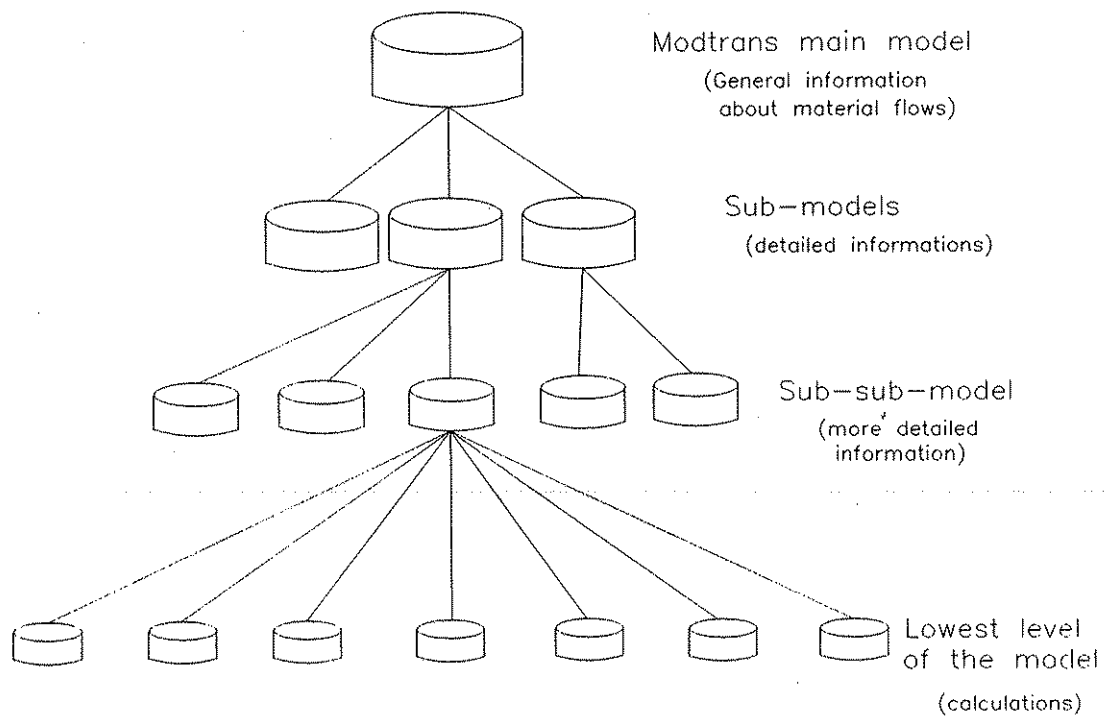 Modtrans main model
(General information
about material flows)
Sub-models
(detailed informations)
Sub-sub-model
(more detailed
information)
Lowest level
of the model
(calculations)